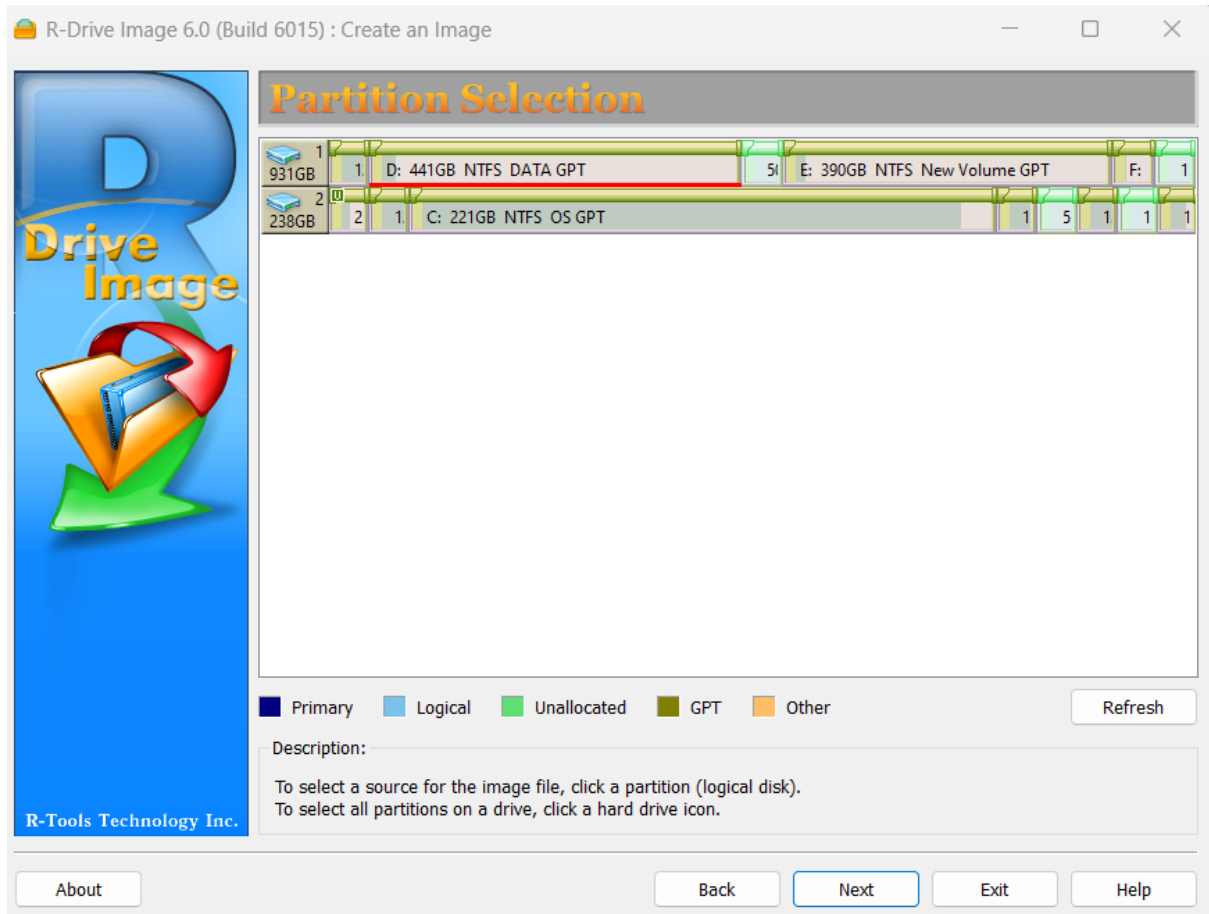 R-Drive Image 6.0 (Build 6015) : Create an Image
Partition Selection
Drive
Image
R-Tools Technology Inc.
1
931GB
1.
D: 441GB NTFS DATA GPT
E: 390GB NTFS New Volume GPT
F:
1
2
238GB
U
2
1.
C: 221GB NTFS OS GPT
1
5
1.
1
1
Primary
Logical
Unallocated
GPT
Other
Refresh
Description:
To select a source for the image file, click a partition (logical disk).
To select all partitions on a drive, click a hard drive icon.
About
Back
Next
Exit
Help